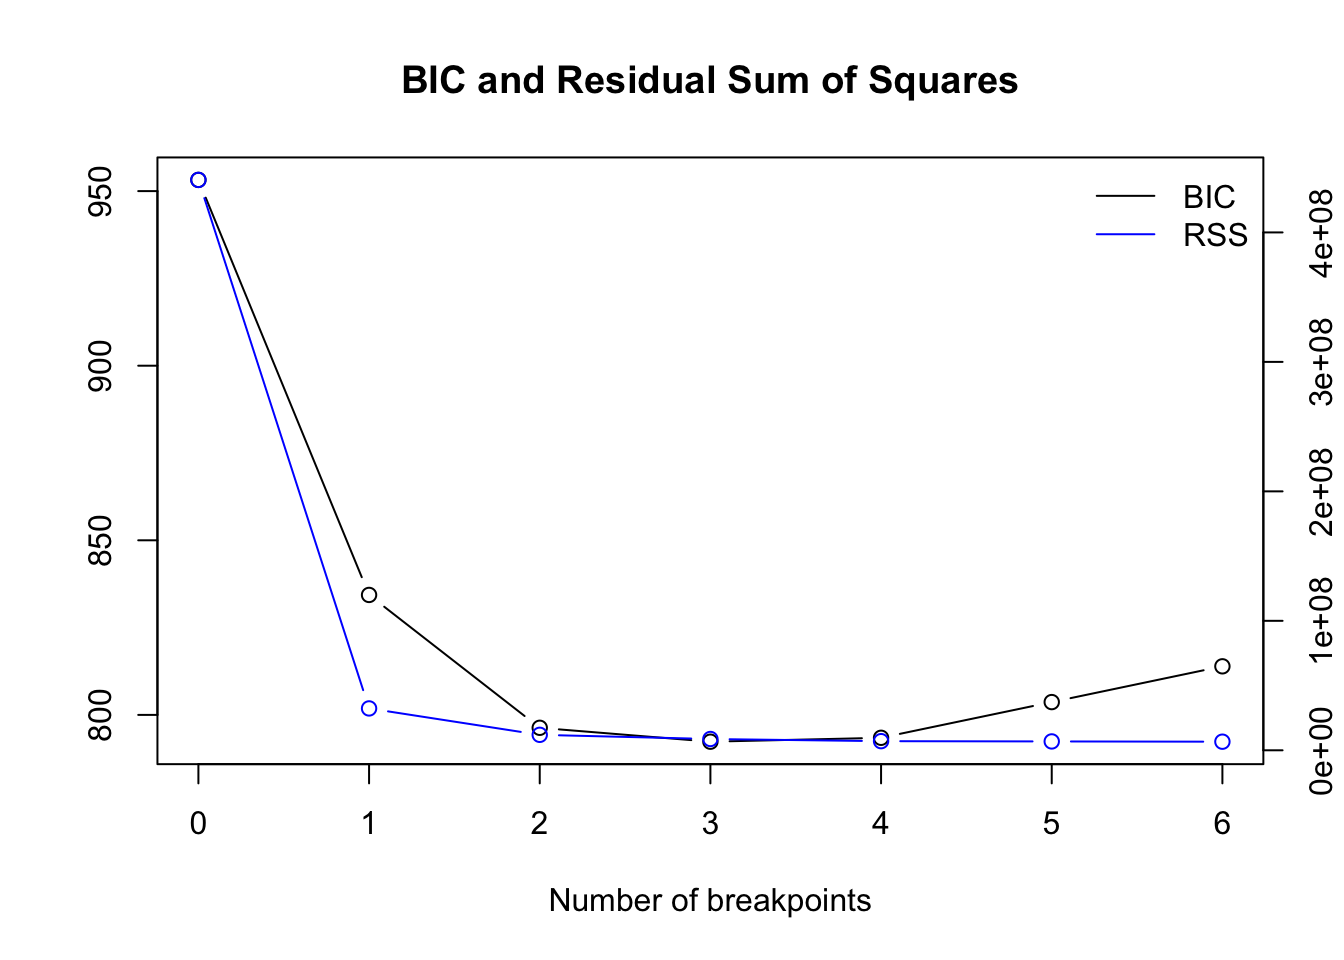 BIC and Residual Sum of Squares
BIC
RSS
950
900
850
800
4e+08
3e+08
2e+08
1e+08
0e+00
0 1 2 3 4 5 6
Number of breakpoints